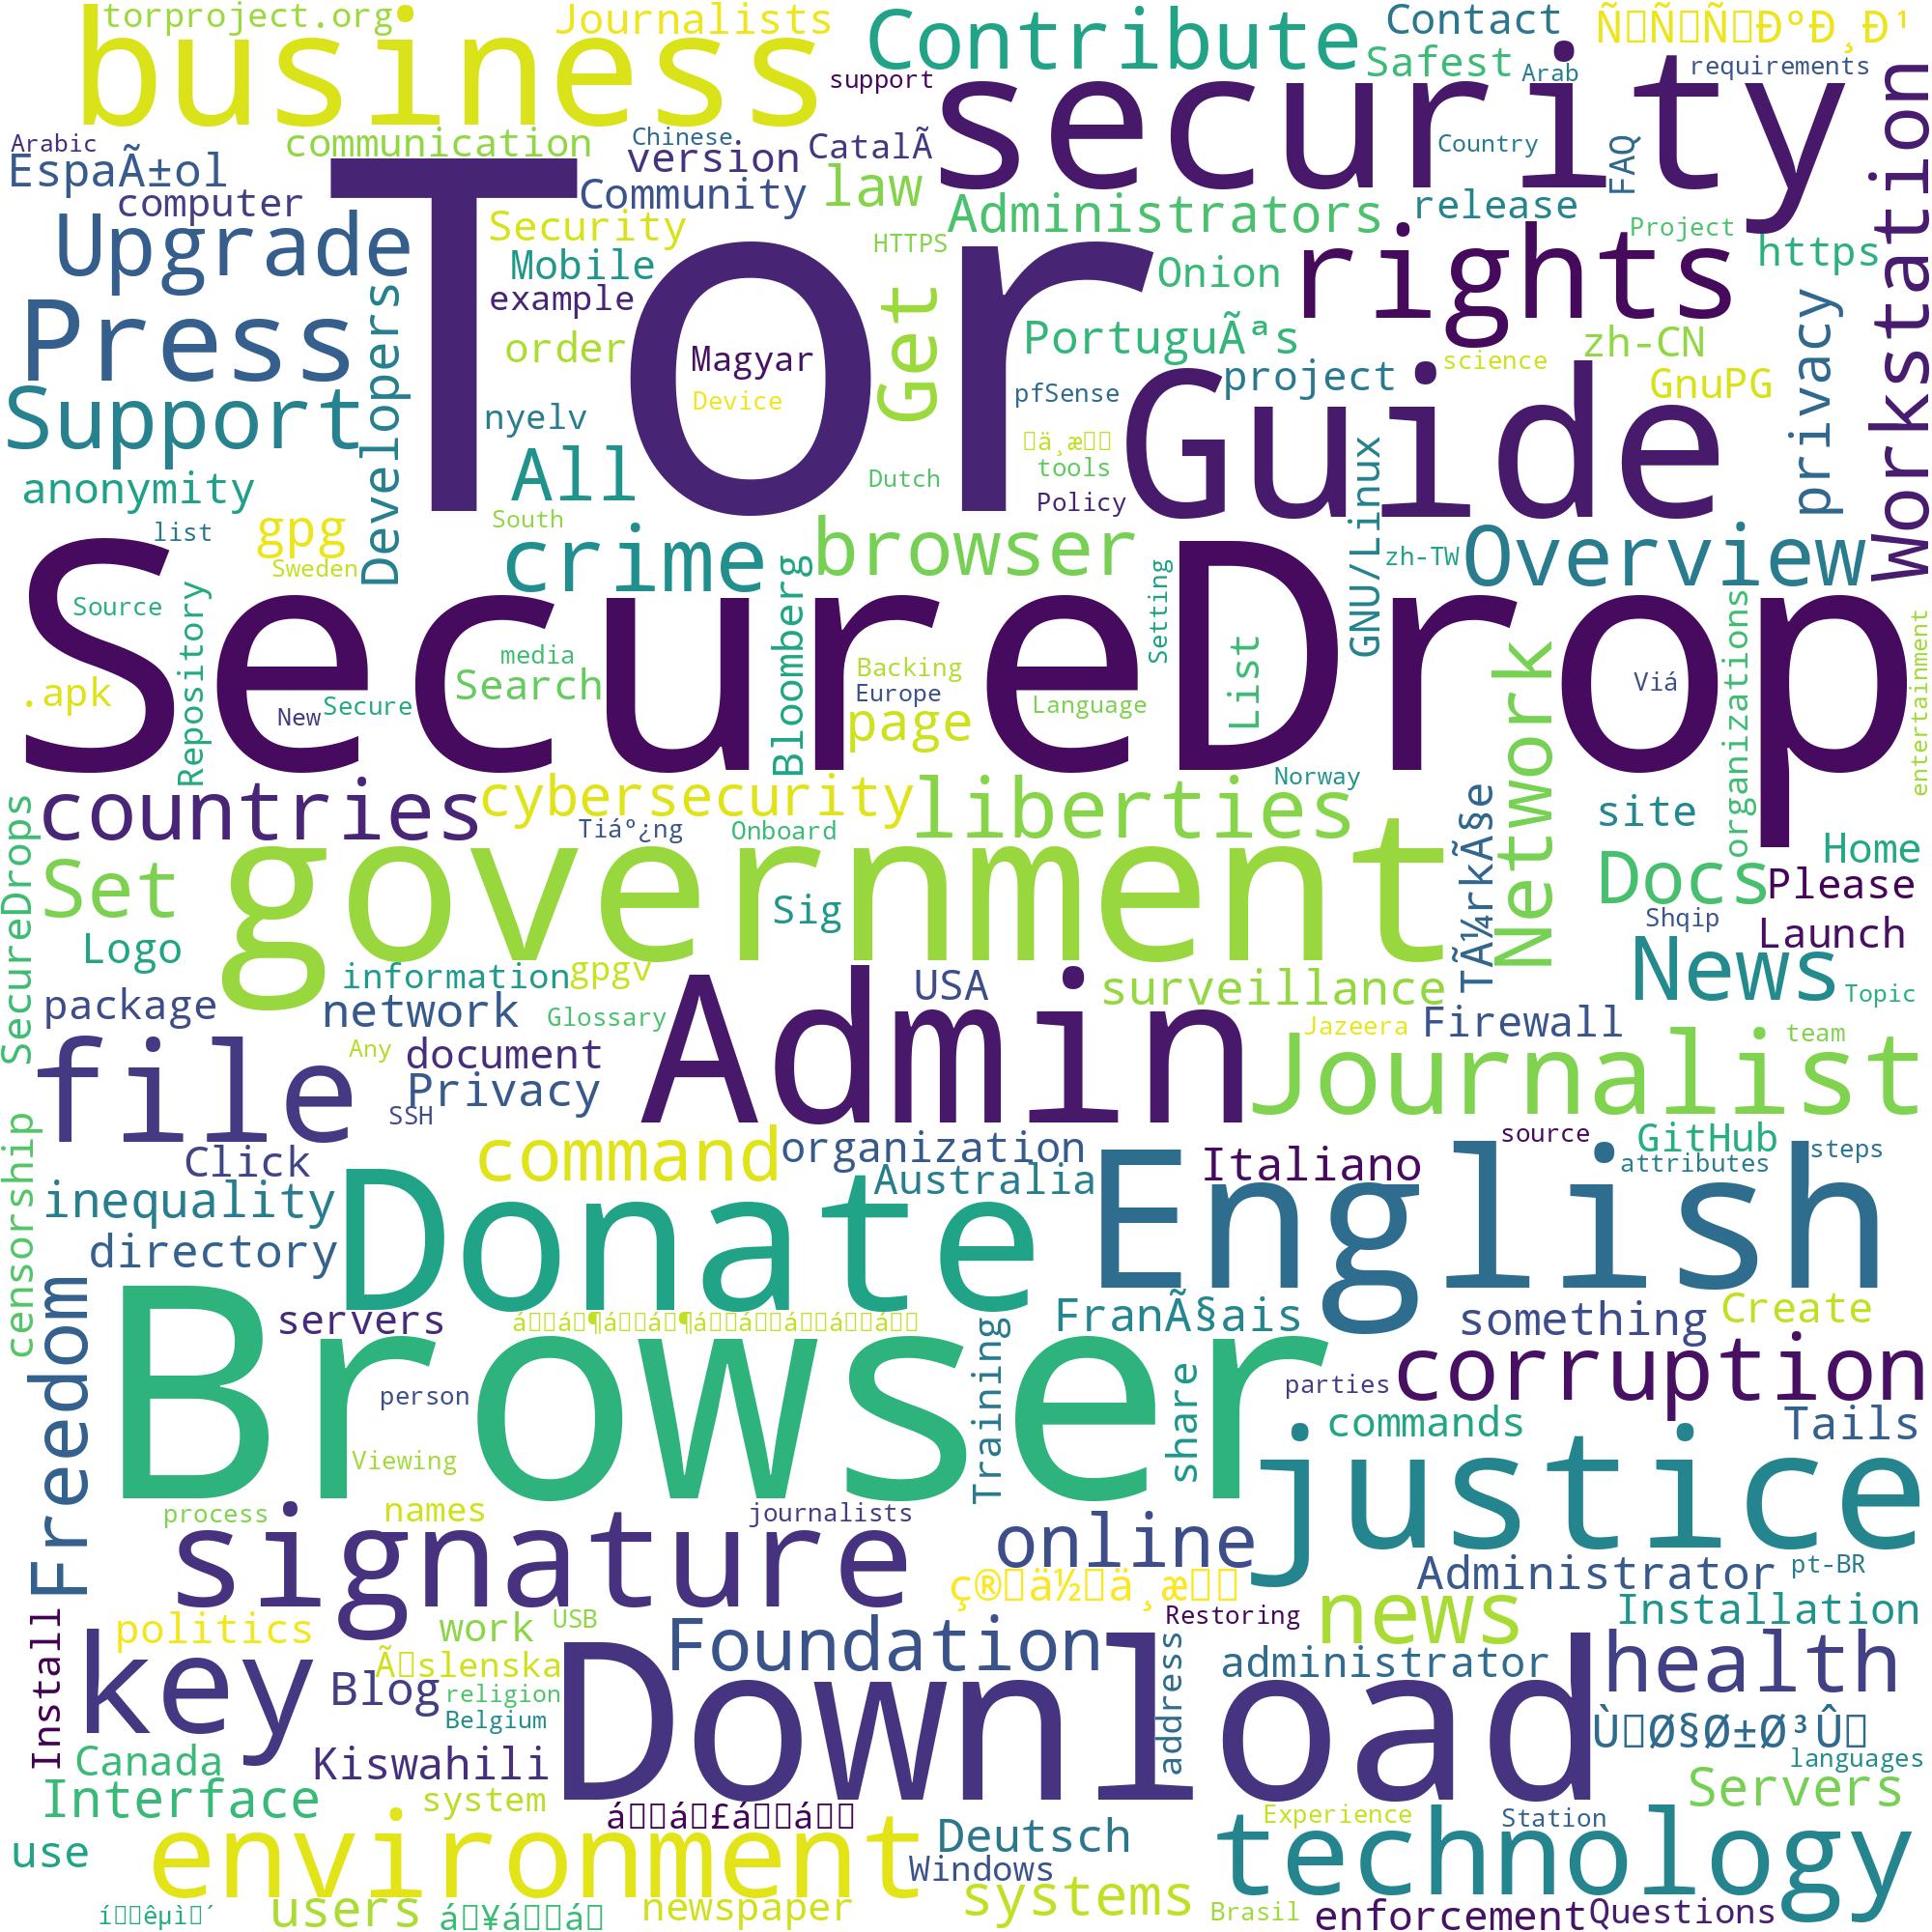 torproject.org
Journalists
Contribute
Contact
business
support
Safest
Arab
requirements
security
Workstation
Arabic
communication
Chinese
version
CatalÃ
Country
FAQ
EspaÃ±ol
computer
Community
law
Administrators
release
Tor
Upgrade
Security
HTTPS
Project
https
Mobile
example
Get
Onion
rights
Press
Developers
order
Magyar
Device
PortuguÃªs
project
zh-CN
science
GnuPG
privacy
pfSense
Guide
Support
nyelv
All
tools
Dutch
Policy
GNU/Linux
anonymity
South
list
gpg
Sweden
crime
browser
Bloomberg
zh-TW
Overview
SecureDrop
Source
Repository
media
Search
.apk
New
Secure
Backing
Europe
page
Language
Setting
List
Viá
Network
organizations
entertainment
countries
cybersecurity
liberties
Norway
TÃ¼rkÃ§e
site
SecureDrops
Tiáº¿ng
Onboard
Home
Set
government
Docs
Please
Sig
Shqip
Launch
Logo
information
gpgv
USA
surveillance
News
Topic
package
network
Glossary
Admin
Jazeera
Firewall
team
Any
document
file
Privacy
SSH
Journalist
command
organization
source
GitHub
attributes
steps
Click
Australia
Italiano
censorship
inequality
Donate
English
directory
Freedom
servers
FranÃ§ais
something
Create
Browser
Training
share
person
parties
corruption
commands
Tails
Viewing
justice
process
names
journalists
signature
online
Administrator
pt-BR
Install
politics
work
USB
Foundation
Restoring
news
Installation
key
Blog
religion
Belgium
Download
address
administrator
health
Canada
Kiswahili
languages
Interface
system
Servers
use
environment
Deutsch
Windows
Experience
Station
technology
users
newspaper
systems
Brasil
enforcement
Questions